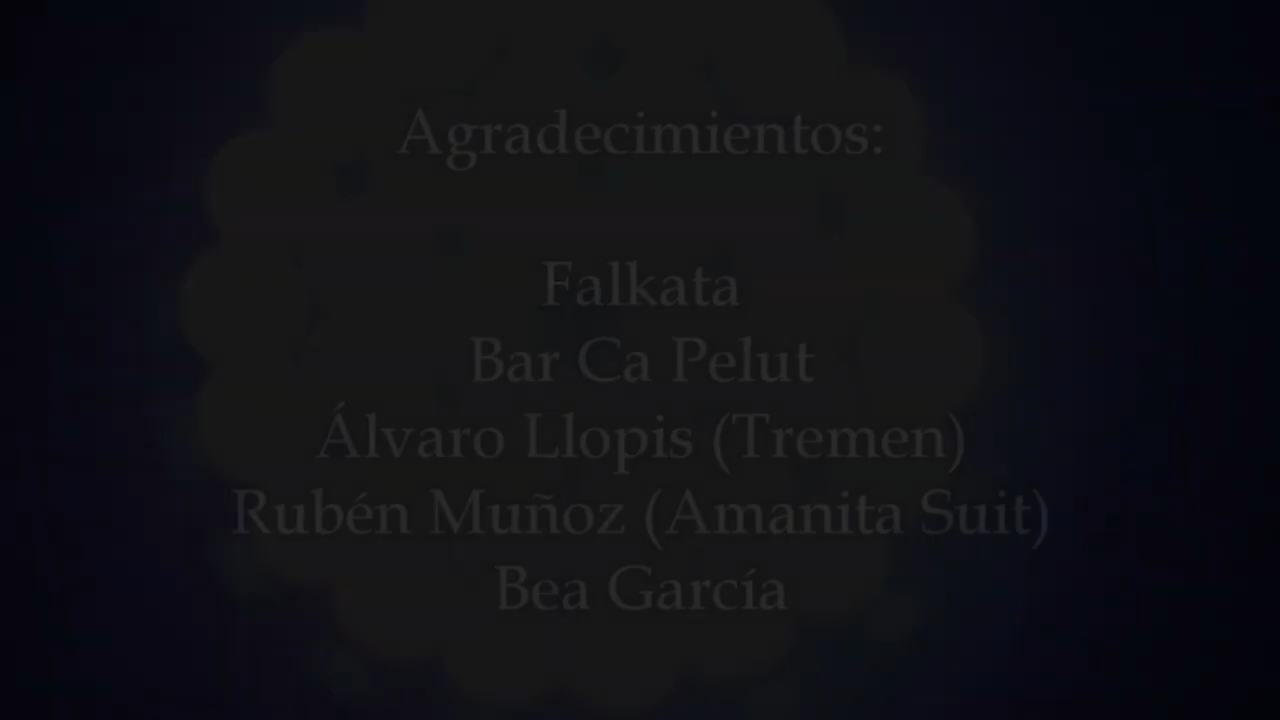 Agradecimientos:
Falkata
Bar Ca Pelut
Álvaro Llopis (Tremen)
Rubén Muñoz (Amanita Suit)
Bea García